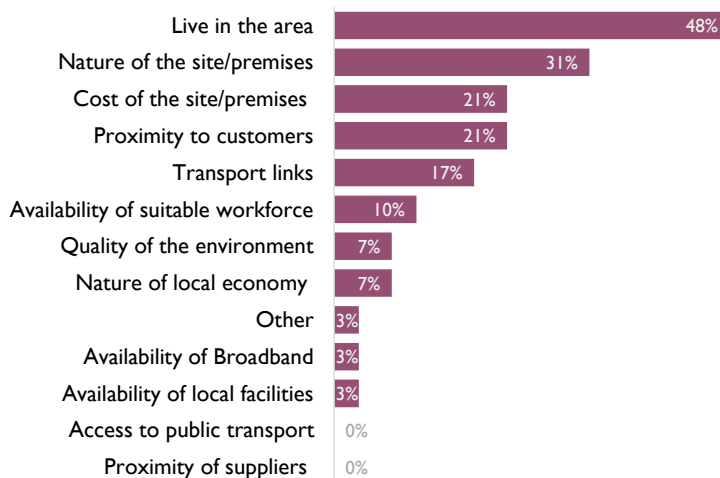 Live in the area 48%
Nature of the site/premises 31%
Cost of the site/premises 21%
Proximity to customers 21%
Transport links 17%
Availability of suitable workforce 10%
Quality of the environment 7%
Nature of local economy 7%
Other 3%
Availability of Broadband 3%
Availability of local facilities 3%
Access to public transport 0%
Proximity of suppliers 0%